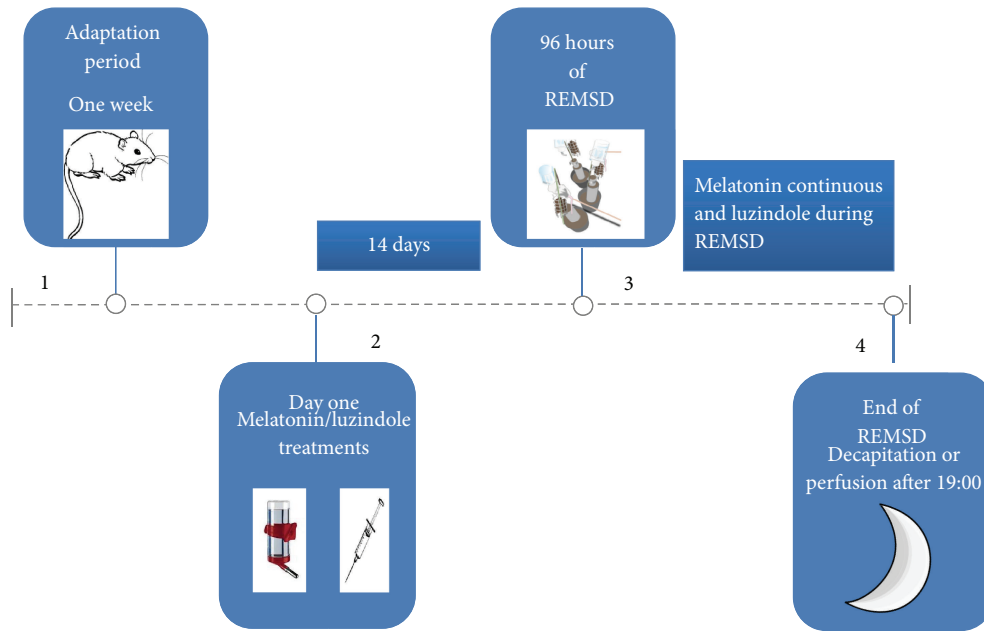 Adaptation
period
One week
96 hours
of
REMSD
14 days
Melatonin continuous
and luzindole during
REMSD
1
3
2
4
Day one
Melatonin/luzindole
treatments
End of
REMSD
Decapitation or
perfusion after 19:00